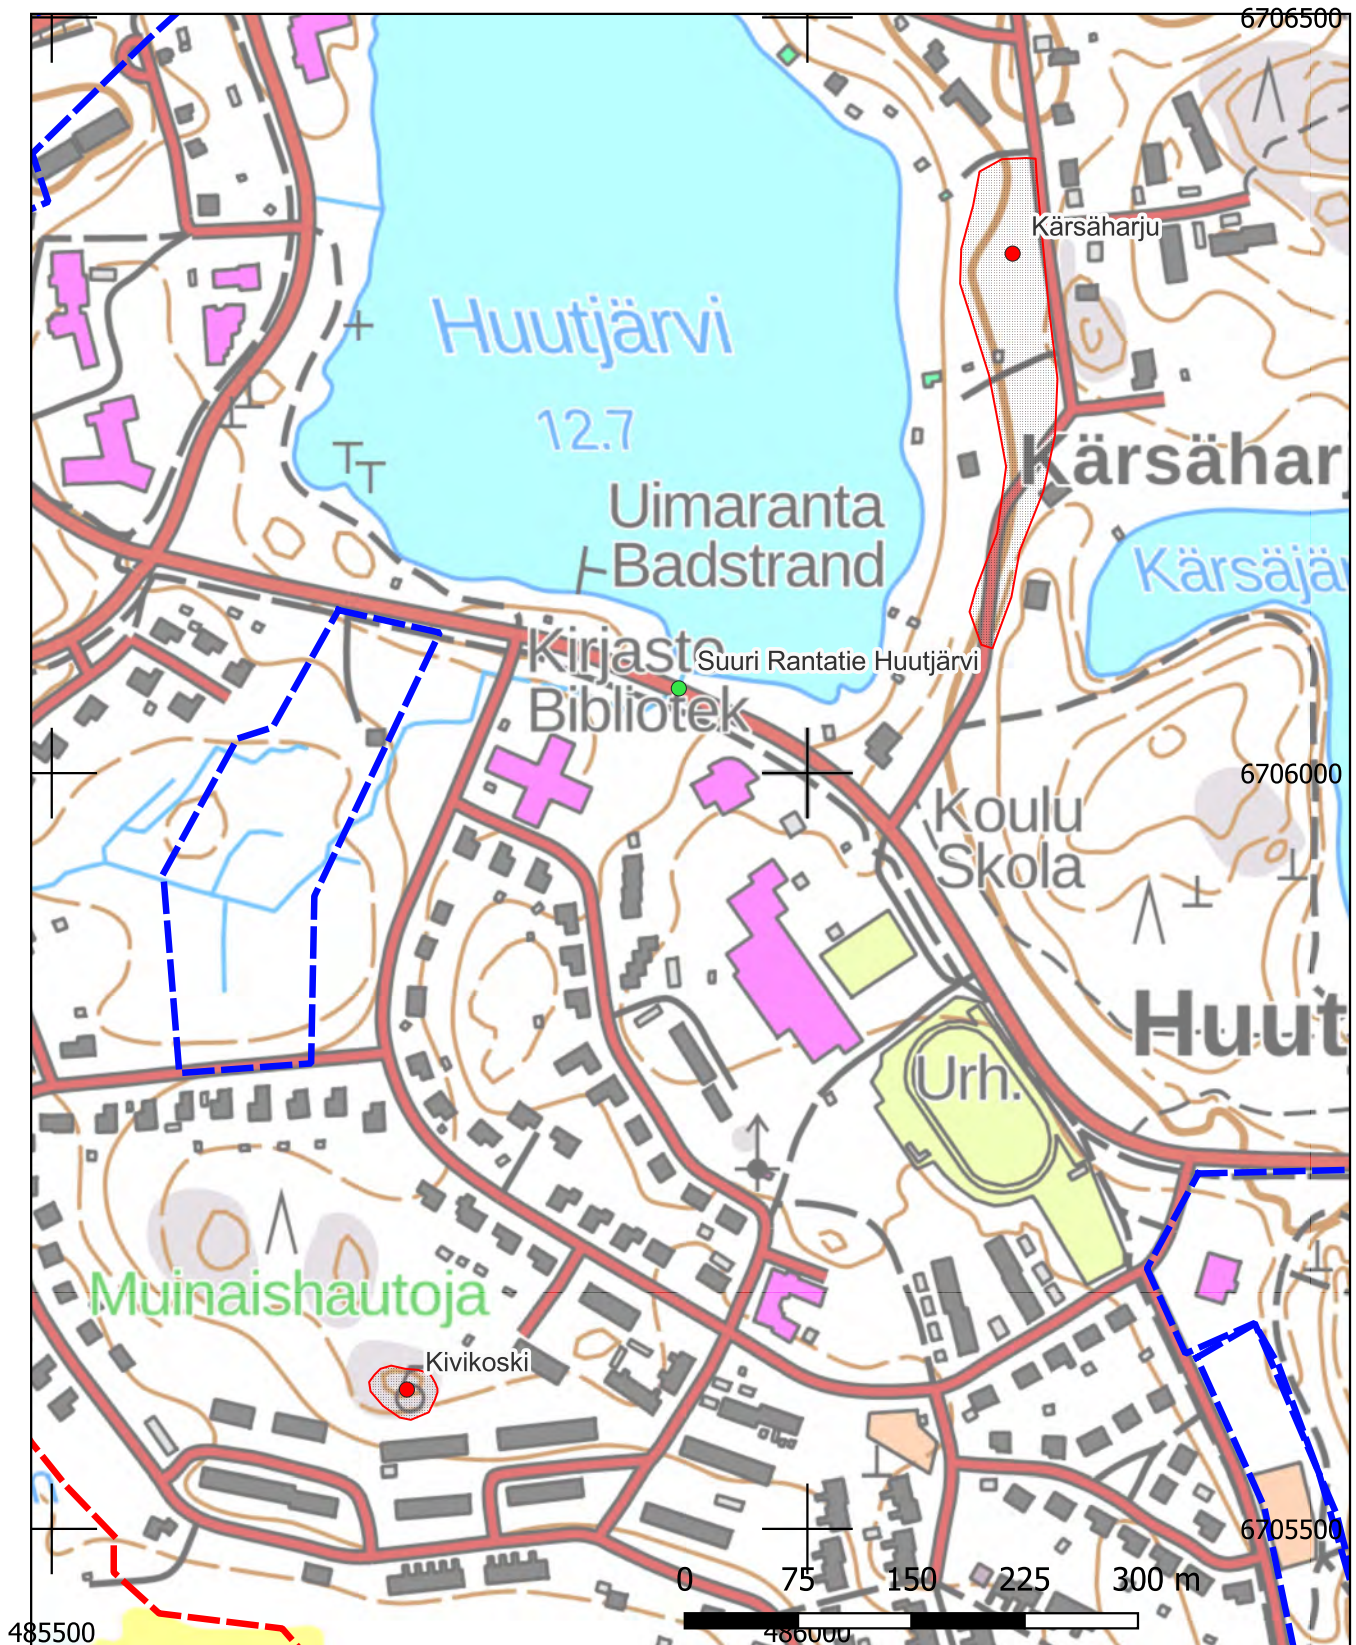 6706500
Kärsäharju
Huutjärvi
12.7
Kärsähar
Uimaranta
Badstrand
Kärsäjä
Kirjasto
Suuri Rantatie Huutjärvi
Bibliotek
6706000
Koulu
Skola
Huut
Urh.
Muinaishautoja
Kivikoski
6705500
0 75 150 225 300 m
485500
486000